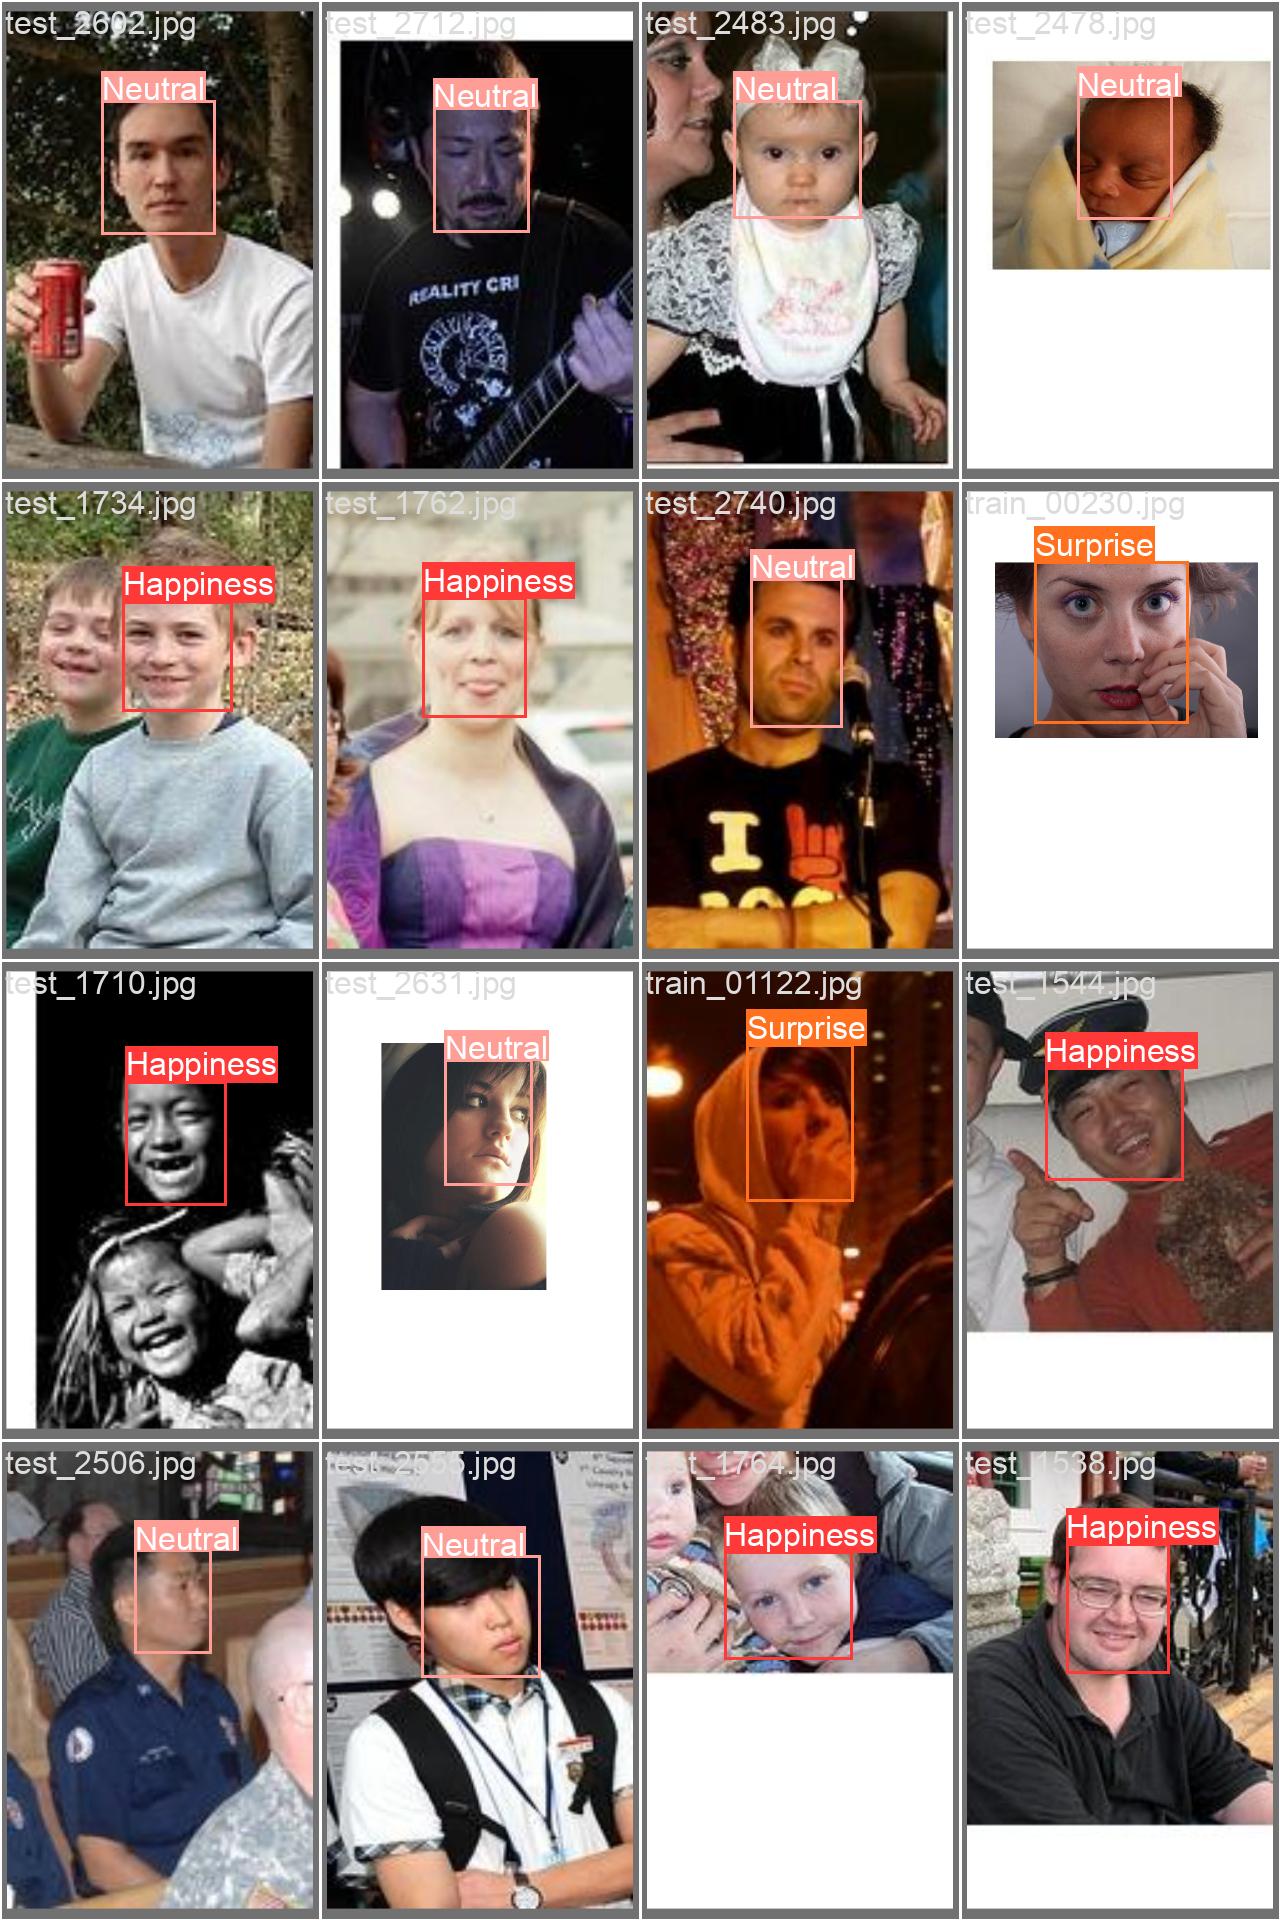 test_2602.jpg
Neutral
test_2712.jpg
Neutral
REALITY CRI
test_2483.jpg
Neutral
test_2478.jpg
Neutral
test_1734.jpg
Happiness
test_1762.jpg
Happiness
test_2740.jpg
Neutral
I
train_00230.jpg
Surprise
test_1710.jpg
Happiness
test_2631.jpg
Neutral
train_01122.jpg
Surprise
test_1544.jpg
Happiness
test_2506.jpg
Neutral
test_2555.jpg
Neutral
test_1764.jpg
Happiness
test_1538.jpg
Happiness